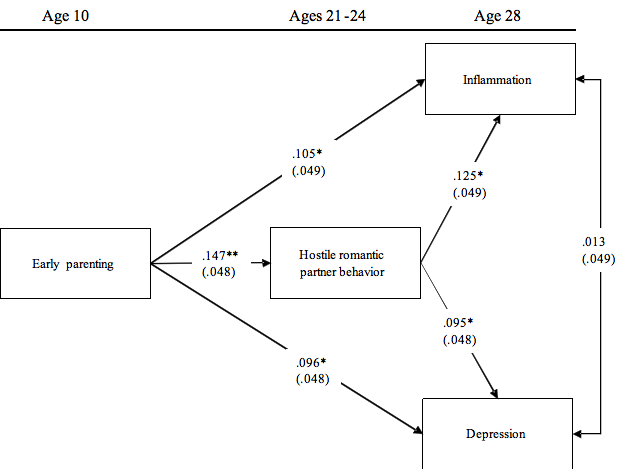 Age 10
Ages 21-24
Age 28
Inflammation
.105*
(.049)
.125*
(.049)
Early parenting
.147**
(.048)
Hostile romantic
partner behavior
.013
(.049)
.095*
(.048)
.096*
(.048)
Depression